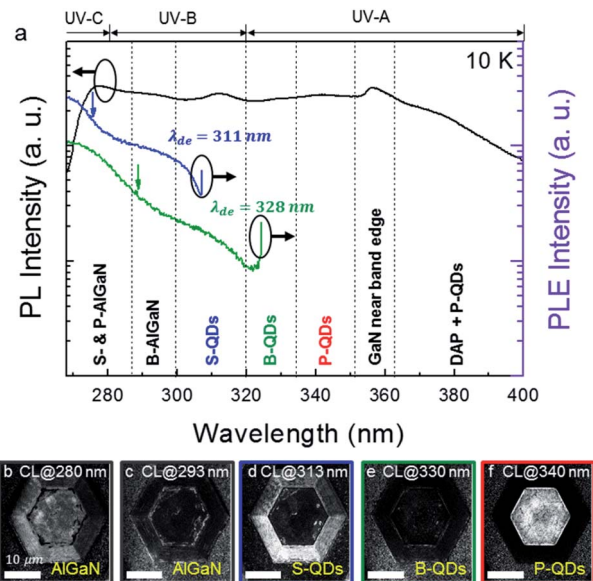 UV-C UV-B UV-A
a
10 K
λde = 311 nm
λde = 328 nm
PL Intensity (a. u.)
PLE Intensity (a. u.)
S- & P-AlGaN
B-AlGaN
S-QDs
B-QDs
P-QDs
GaN near band edge
DAP + P-QDs
280 300 320 340 360 380 400
Wavelength (nm)
b CL@280 nm
10 μm
AlGaN
c CL@293 nm
AlGaN
d CL@313 nm
S-QDs
e CL@330 nm
B-QDs
f CL@340 nm
P-QDs